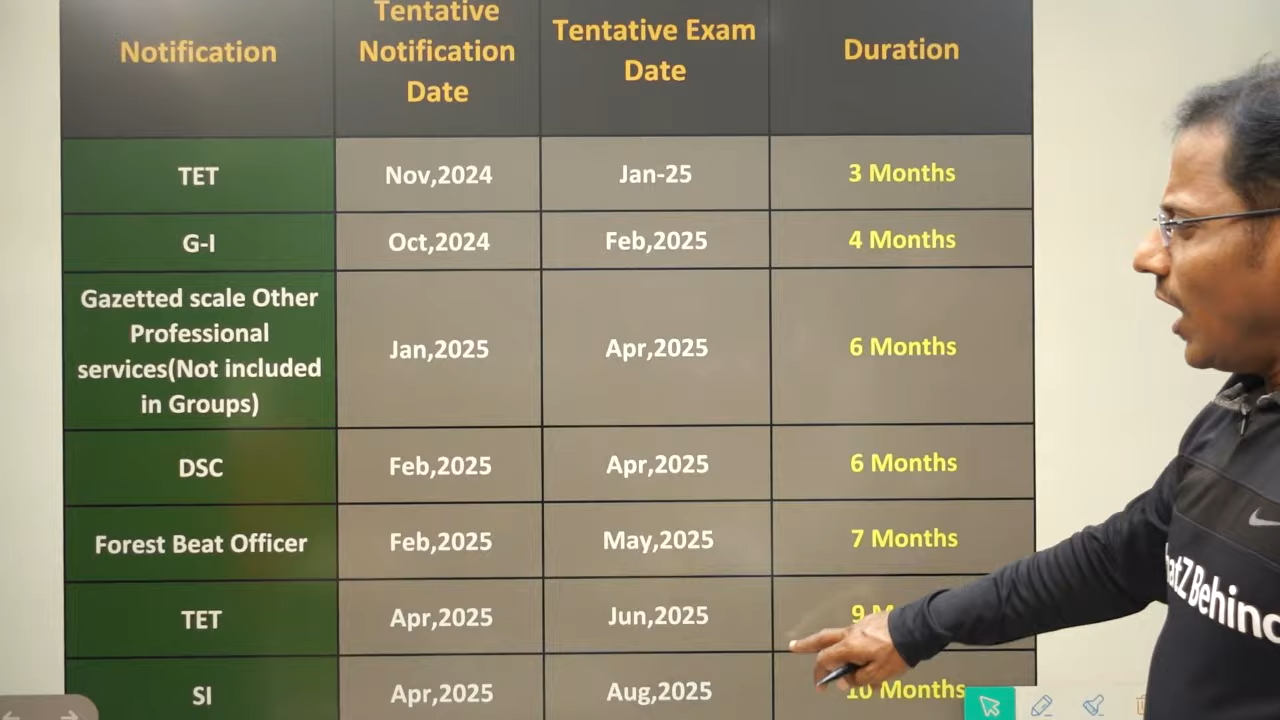 Notification
Tentative
Notification
Date
Tentative Exam
Date
Duration
TET
Nov,2024
Jan-25
3 Months
G-I
Oct,2024
Feb,2025
4 Months
Gazetted scale Other
Professional
services(Not included
in Groups)
Jan,2025
Apr,2025
6 Months
DSC
Feb,2025
Apr,2025
6 Months
Forest Beat Officer
Feb,2025
May,2025
7 Months
TET
Apr,2025
Jun,2025
9
SI
Apr,2025
Aug,2025
10 Months
Behind